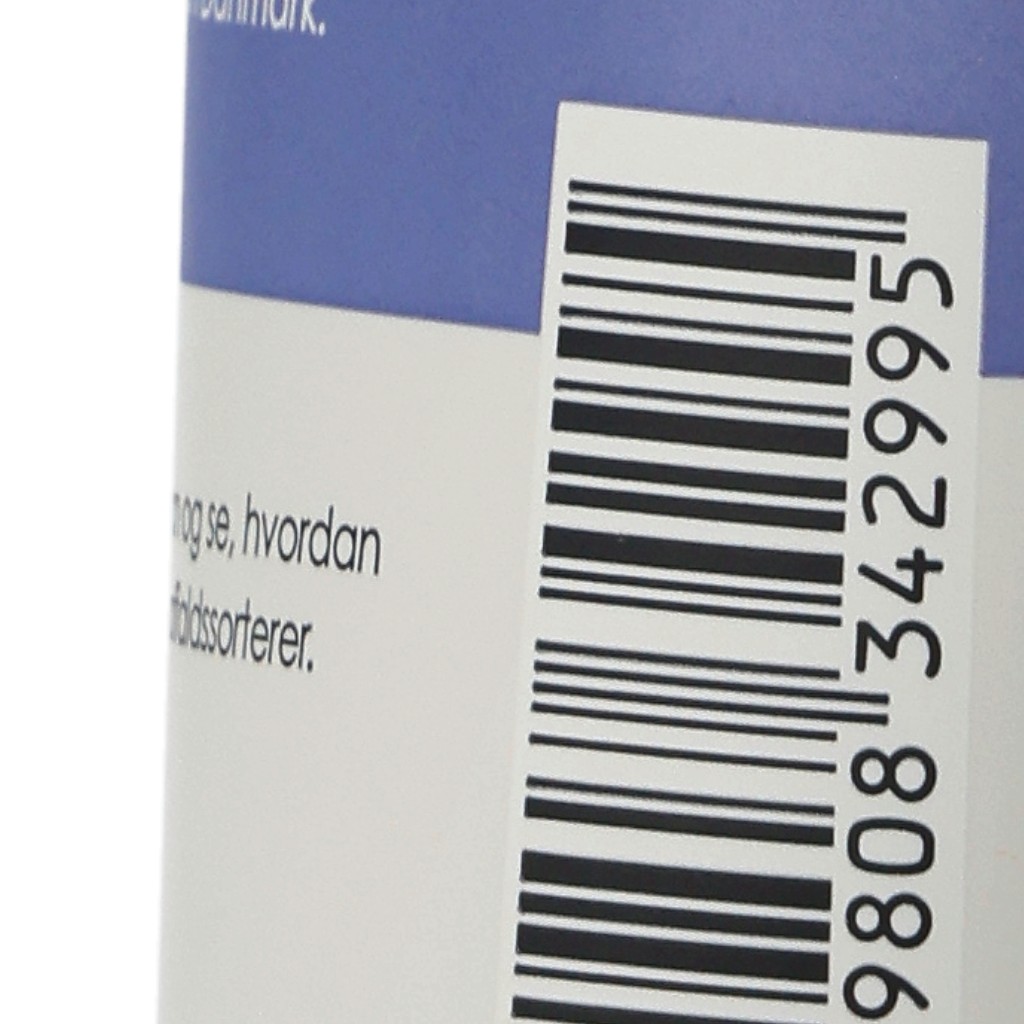 Danmark.
og se, hvordan
affaldssorterer.
9808 342995